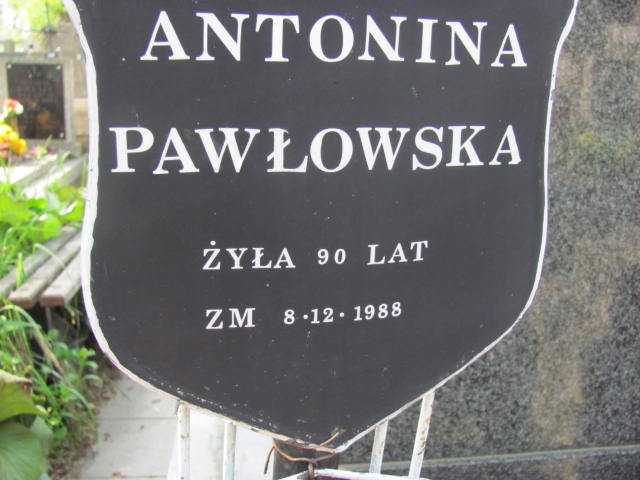 ANTONINA
PAWŁOWSKA
ŻYŁA 90 LAT
ZM 8·12·1988